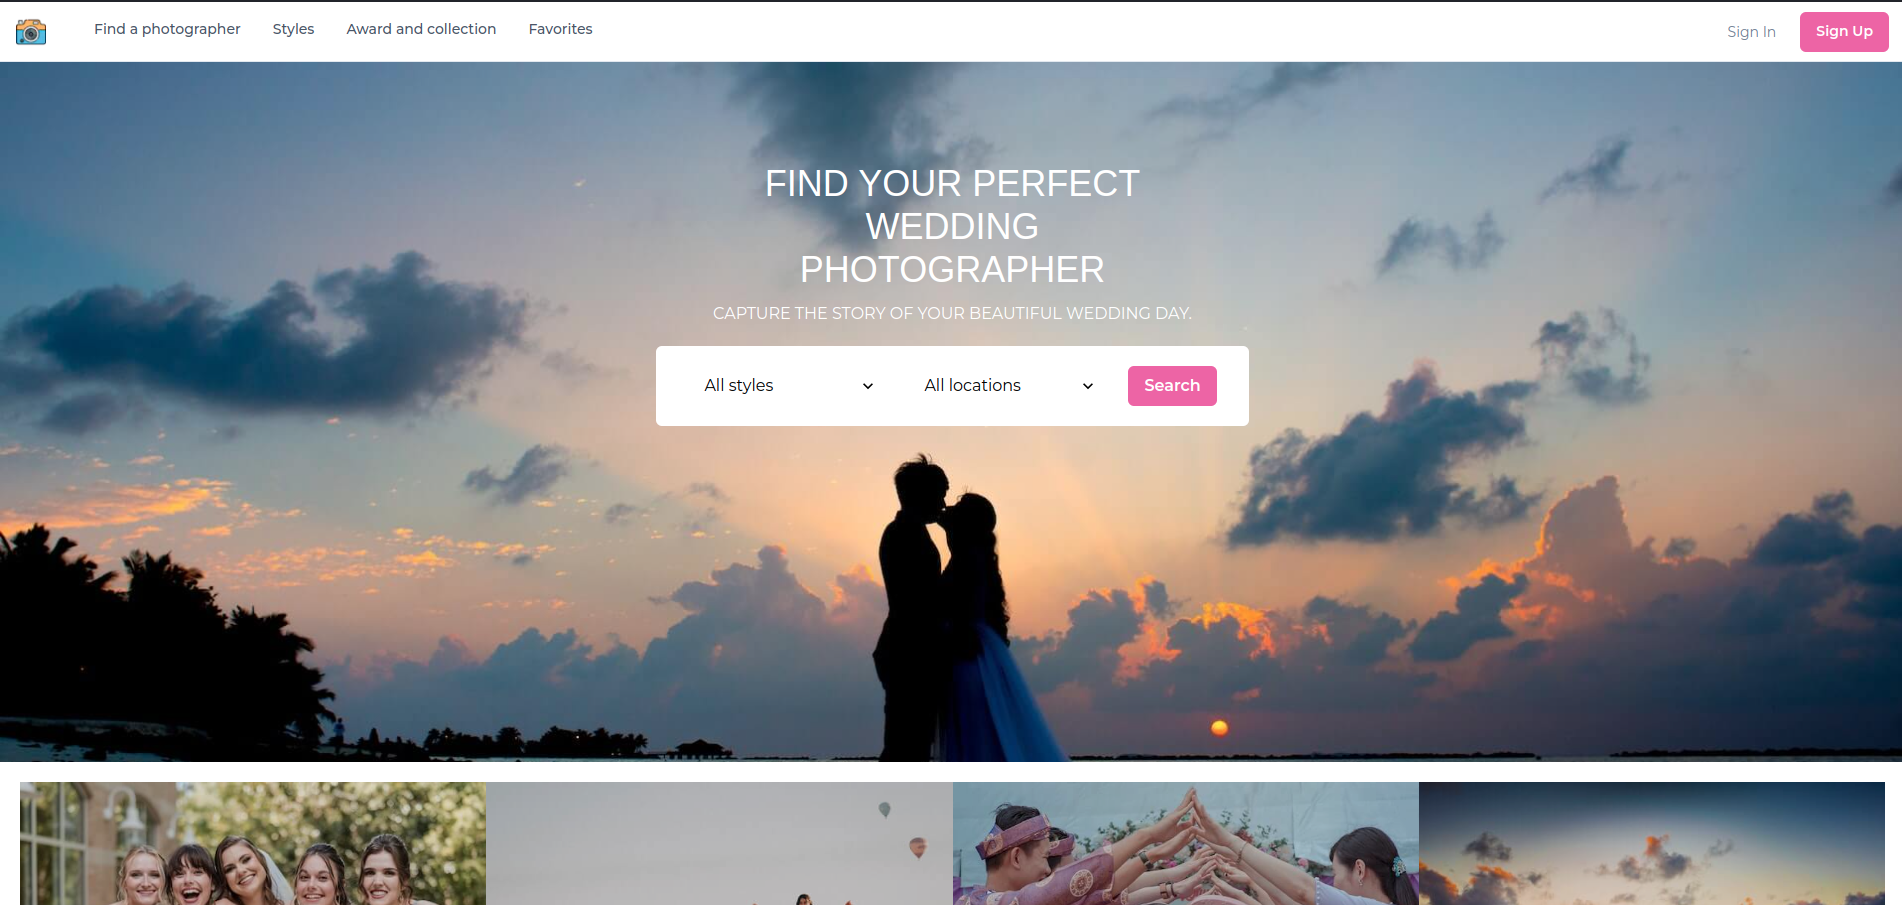 Find a photographer
Styles
Award and collection
Favorites
Sign In
Sign Up
FIND YOUR PERFECT
WEDDING
PHOTOGRAPHER
CAPTURE THE STORY OF YOUR BEAUTIFUL WEDDING DAY.
All styles
All locations
Search